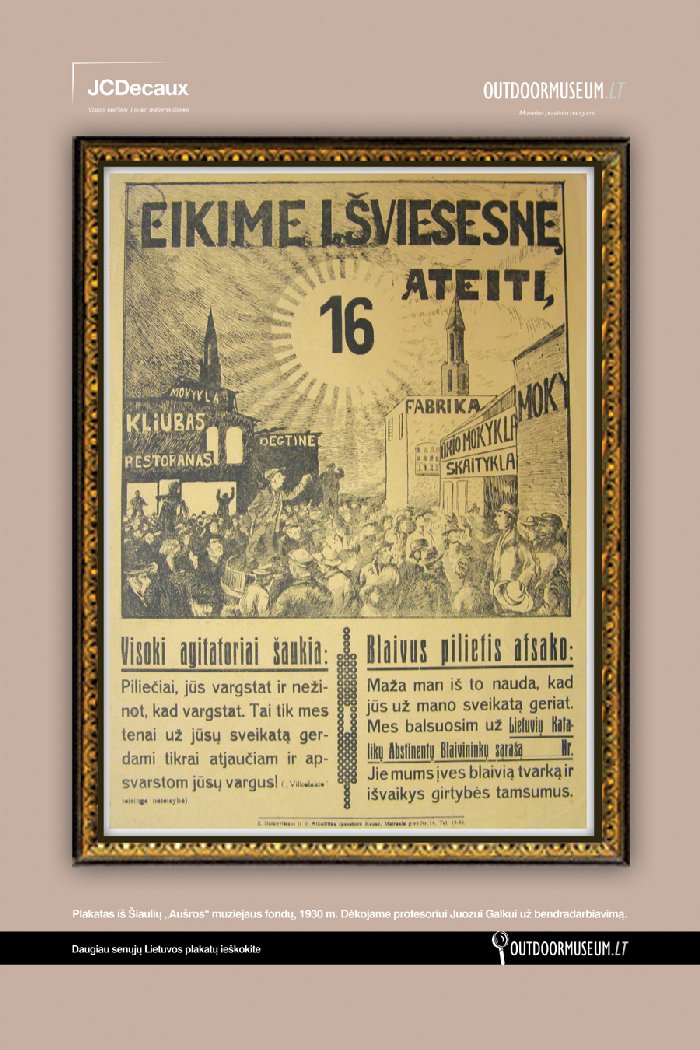 JCDecaux
OUTDOORMUSEUM.LT
EIKIME Į ŠVIESESNĘ
ATEITĮ,
16
MOKYKLA
KLIUBAS
DEGTINĖ
RESTORANAS
FABRIKA
MOKY
MOKYKLA
SKAITYKLA
Visoki agitatoriai šaukia:
Piliečiai, jūs vargstat ir neži-
not, kad vargstat. Tai tik mes
tenai už jūsų sveikatą ger-
dami tikrai atjaučiam ir ap-
svarstom jūsų vargus!
Blaivus pilietis atsako:
Maža man iš to nauda, kad
jūs už mano sveikatą geriat.
Mes balsuosim už Lietuvių Kata-
likų Abstinentų Blaivininkų sąrašą Nr.
Jie mums įves blaivią tvarką ir
išvaikys girtybės tamsumus.
Plakatas iš Šiaulių „Aušros“ muziejaus fondų, 1930 m. Dėkojame profesoriui Juozui Galkui už bendradarbiavimą.
Daugiau senųjų Lietuvos plakatų ieškokite
OUTDOORMUSEUM.LT